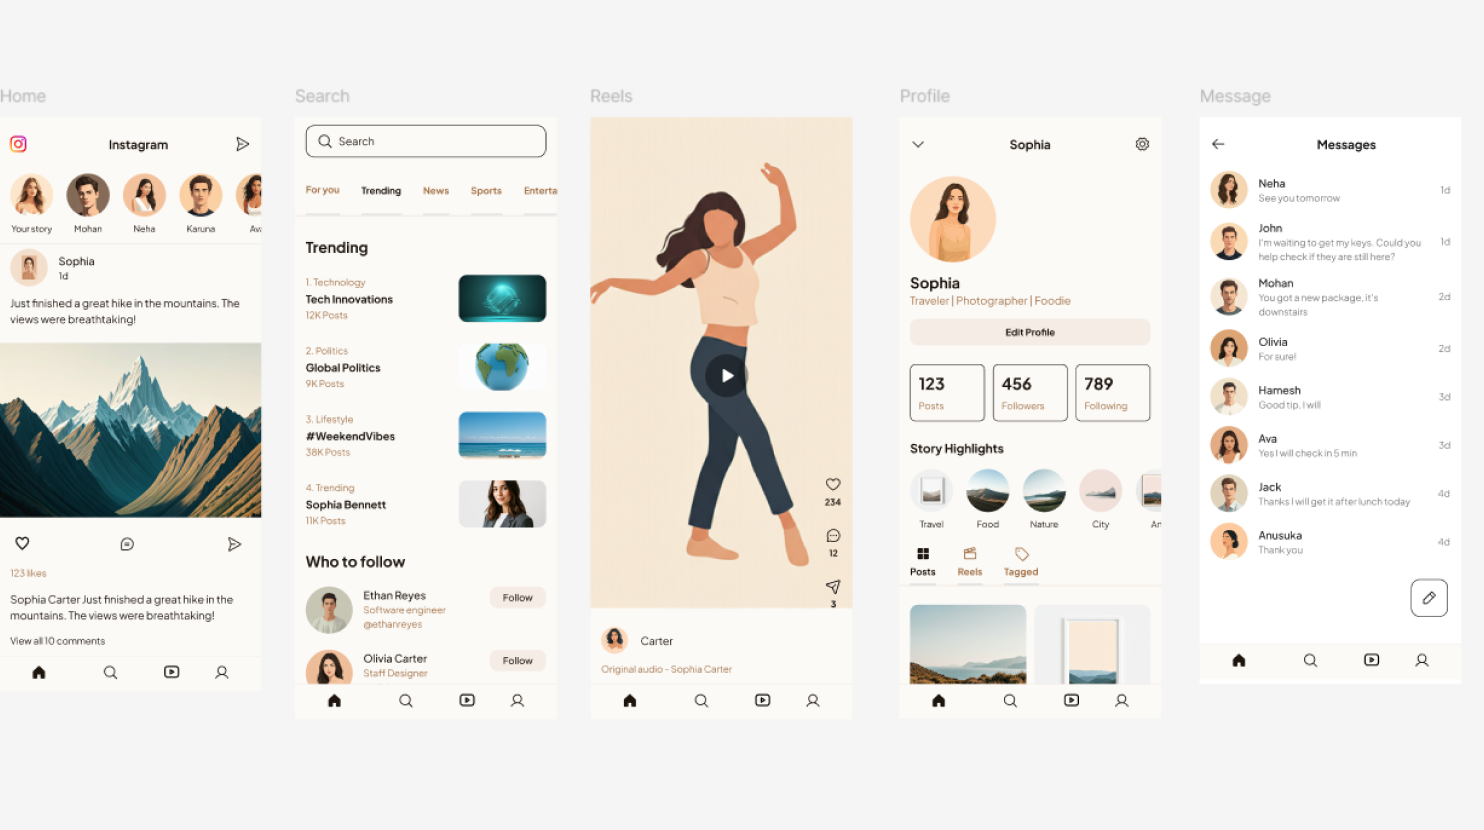 Home
Instagram
Your story
Mohan
Neha
Karuna
Ava
Sophia
1d
Just finished a great hike in the mountains. The
views were breathtaking!
123 likes
Sophia Carter Just finished a great hike in the
mountains. The views were breathtaking!
View all 10 comments
Search
Search
For you
Trending
News
Sports
Enterta
Trending
1. Technology
Tech Innovations
12K Posts
2. Politics
Global Politics
9K Posts
3. Lifestyle
#WeekendVibes
38K Posts
4. Trending
Sophia Bennett
11K Posts
Who to follow
Ethan Reyes
Software engineer
@ethanreyes
Follow
Olivia Carter
Staff Designer
Follow
Reels
234
12
3
Carter
Original audio - Sophia Carter
Profile
Sophia
Sophia
Traveler | Photographer | Foodie
Edit Profile
123
Posts
456
Followers
789
Following
Story Highlights
Travel
Food
Nature
City
Posts
Reels
Tagged
Message
Messages
Neha
See you tomorrow
1d
John
I'm waiting to get my keys. Could you
help check if they are still here?
1d
Mohan
You got a new package, it's
downstairs
2d
Olivia
For sure!
2d
Hamesh
Good tip, I will
3d
Ava
Yes I will check in 5 min
3d
Jack
Thanks I will get it after lunch today
4d
Anusuka
Thank you
4d